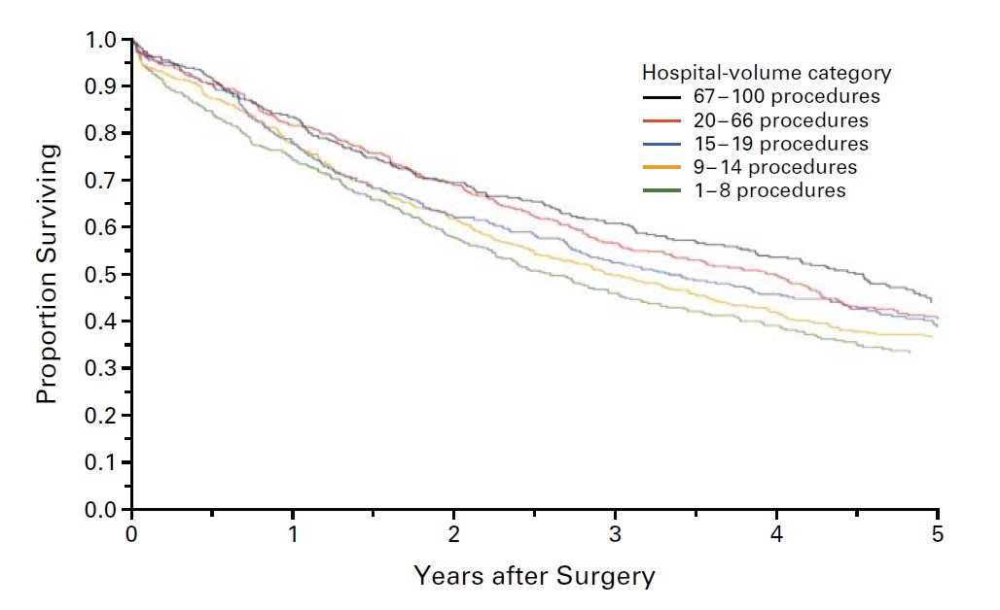 Hospital-volume category
67–100 procedures
20–66 procedures
15–19 procedures
9–14 procedures
1–8 procedures
Proportion Surviving
1.0
0.9
0.8
0.7
0.6
0.5
0.4
0.3
0.2
0.1
0.0
0 1 2 3 4 5
Years after Surgery